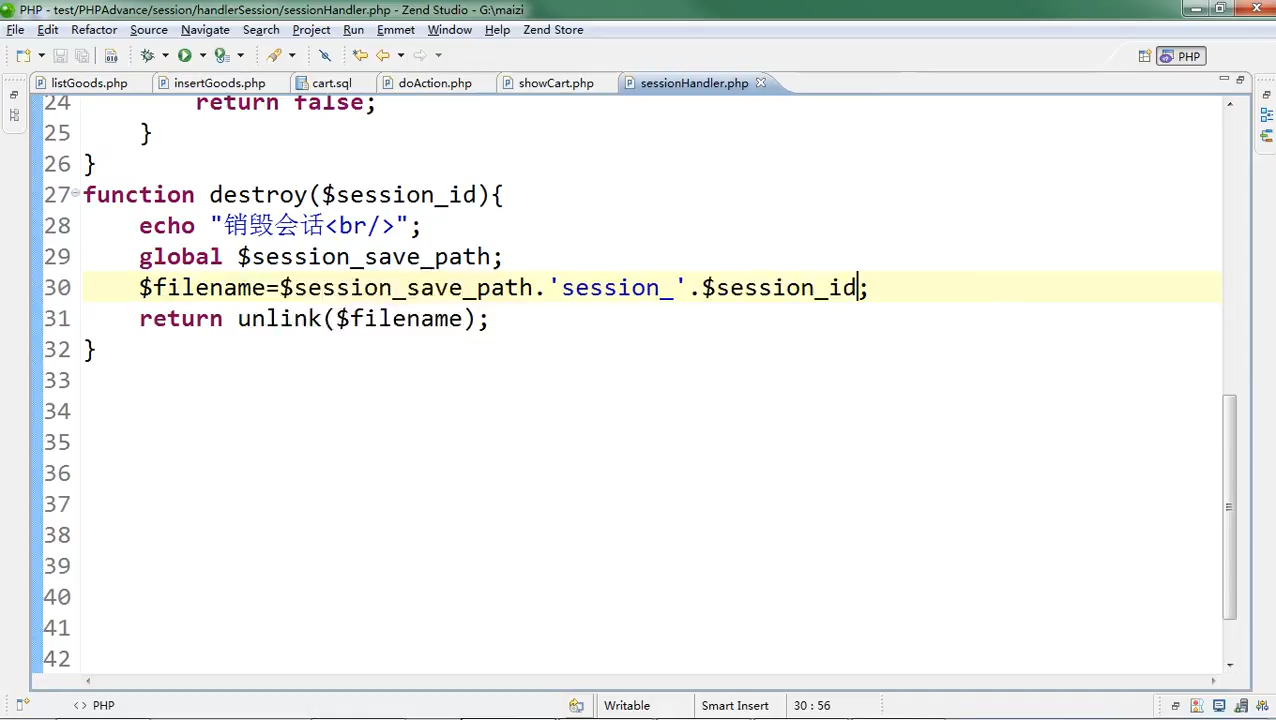 PHP - test/PHPAdvance/session/handlerSession/sessionHandler.php - Zend Studio - G:\maizi
File Edit Refactor Source Navigate Search Project Run Emmet Window Help Zend Store
PHP
listGoods.php insertGoods.php cart.sql doAction.php showCart.php sessionHandler.php
24 return false;
25 }
26 }
27 function destroy($session_id){
28 echo "销毁会话<br/>";
29 global $session_save_path;
30 $filename=$session_save_path.'session_'.$session_id;
31 return unlink($filename);
32 }
33
34
35
36
37
38
39
40
41
42
<> PHP Writable Smart Insert 30 : 56